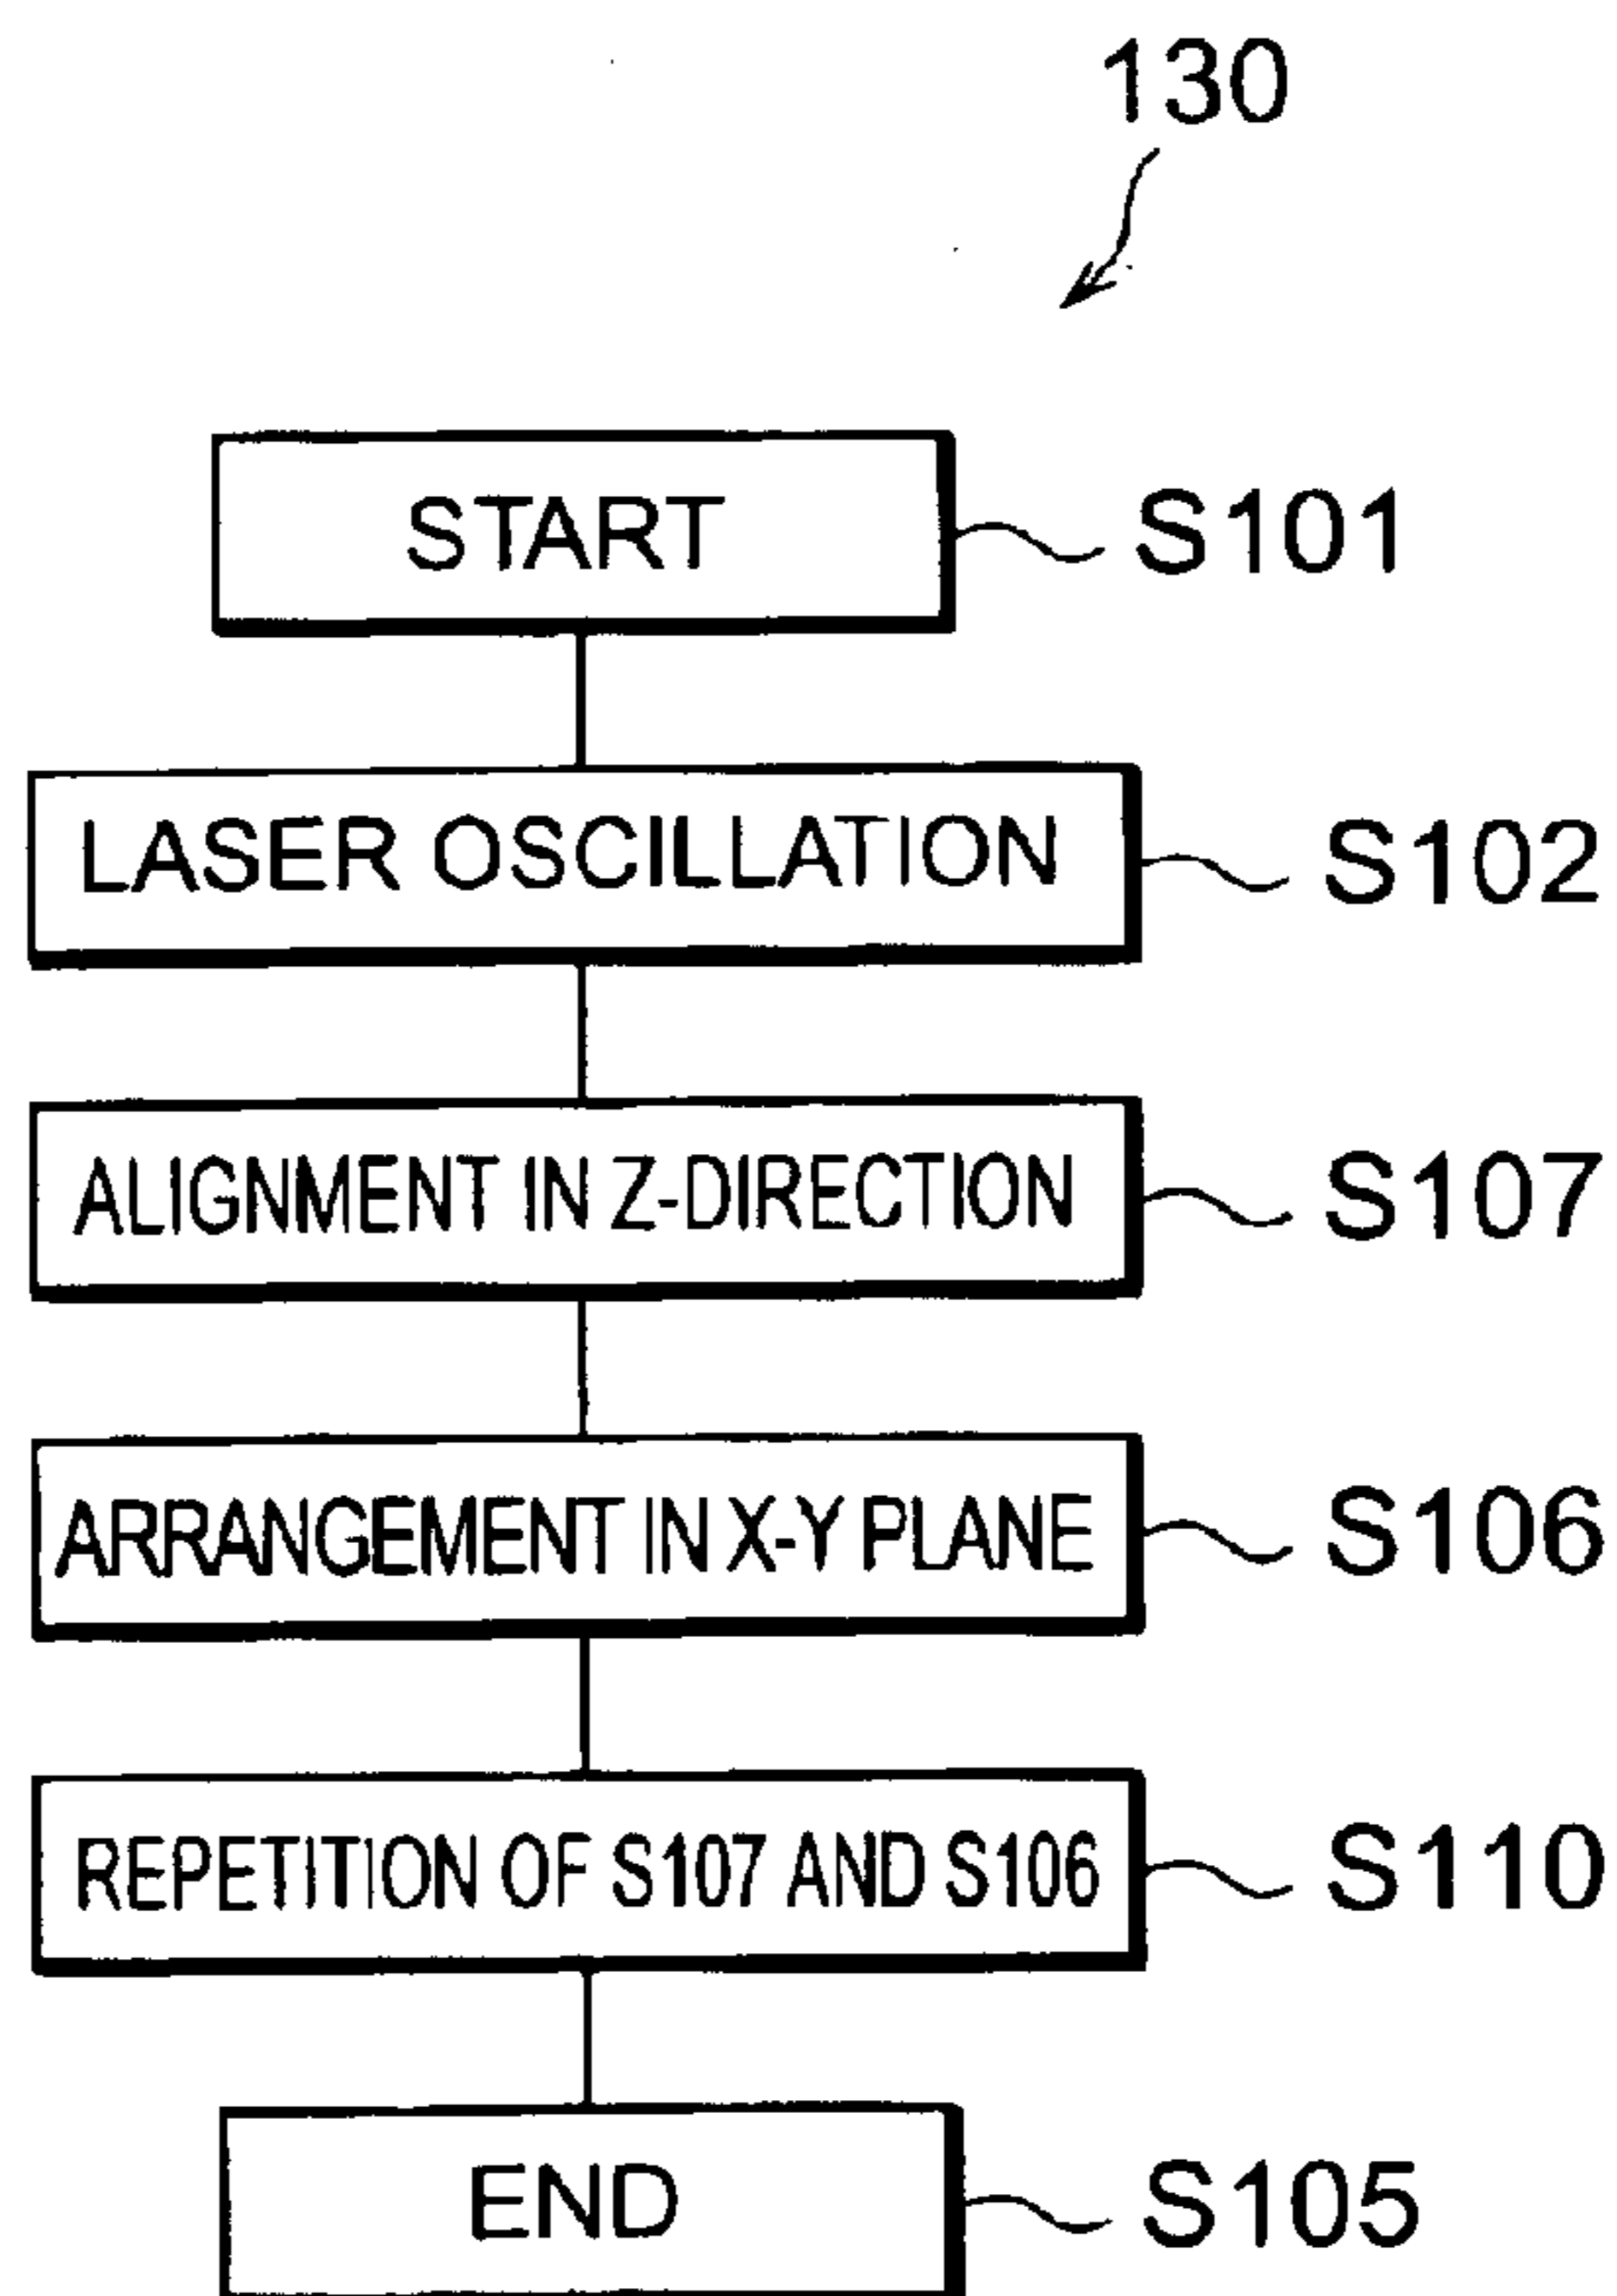 130
START S101
LASER OSCILLATION S102
ALIGNMENT IN Z-DIRECTION S107
ARRANGEMENT IN X-Y PLANE S106
REPETITION OF S107 AND S106 S110
END S105